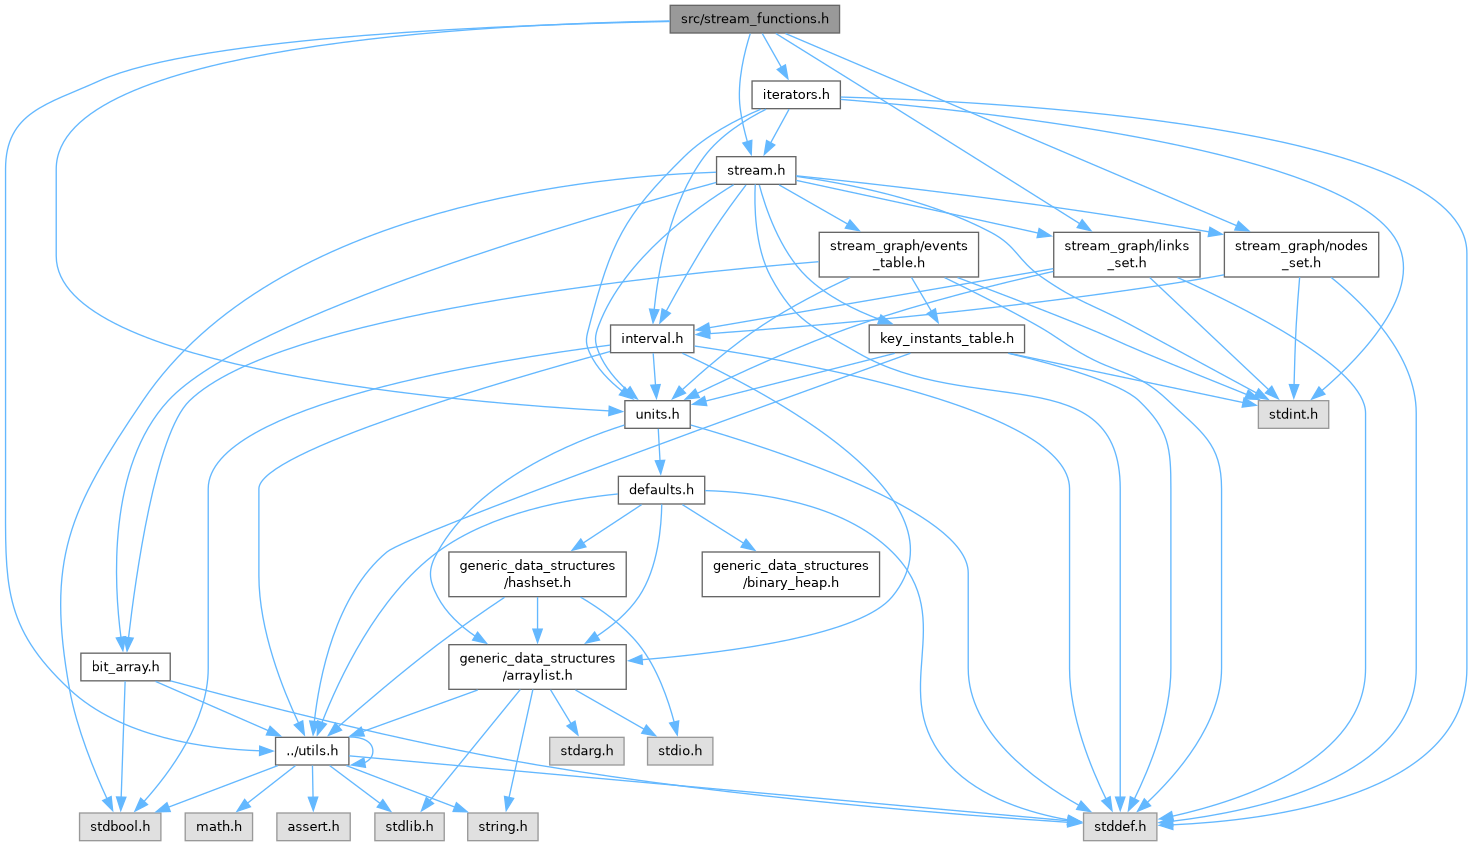 src/stream_functions.h
iterators.h
stream.h
stream_graph/events
_table.h
stream_graph/links
_set.h
stream_graph/nodes
_set.h
interval.h
key_instants_table.h
units.h
stdint.h
defaults.h
generic_data_structures
/hashset.h
generic_data_structures
/binary_heap.h
bit_array.h
generic_data_structures
/arraylist.h
../utils.h
stdarg.h
stdio.h
stdbool.h
math.h
assert.h
stdlib.h
string.h
stddef.h